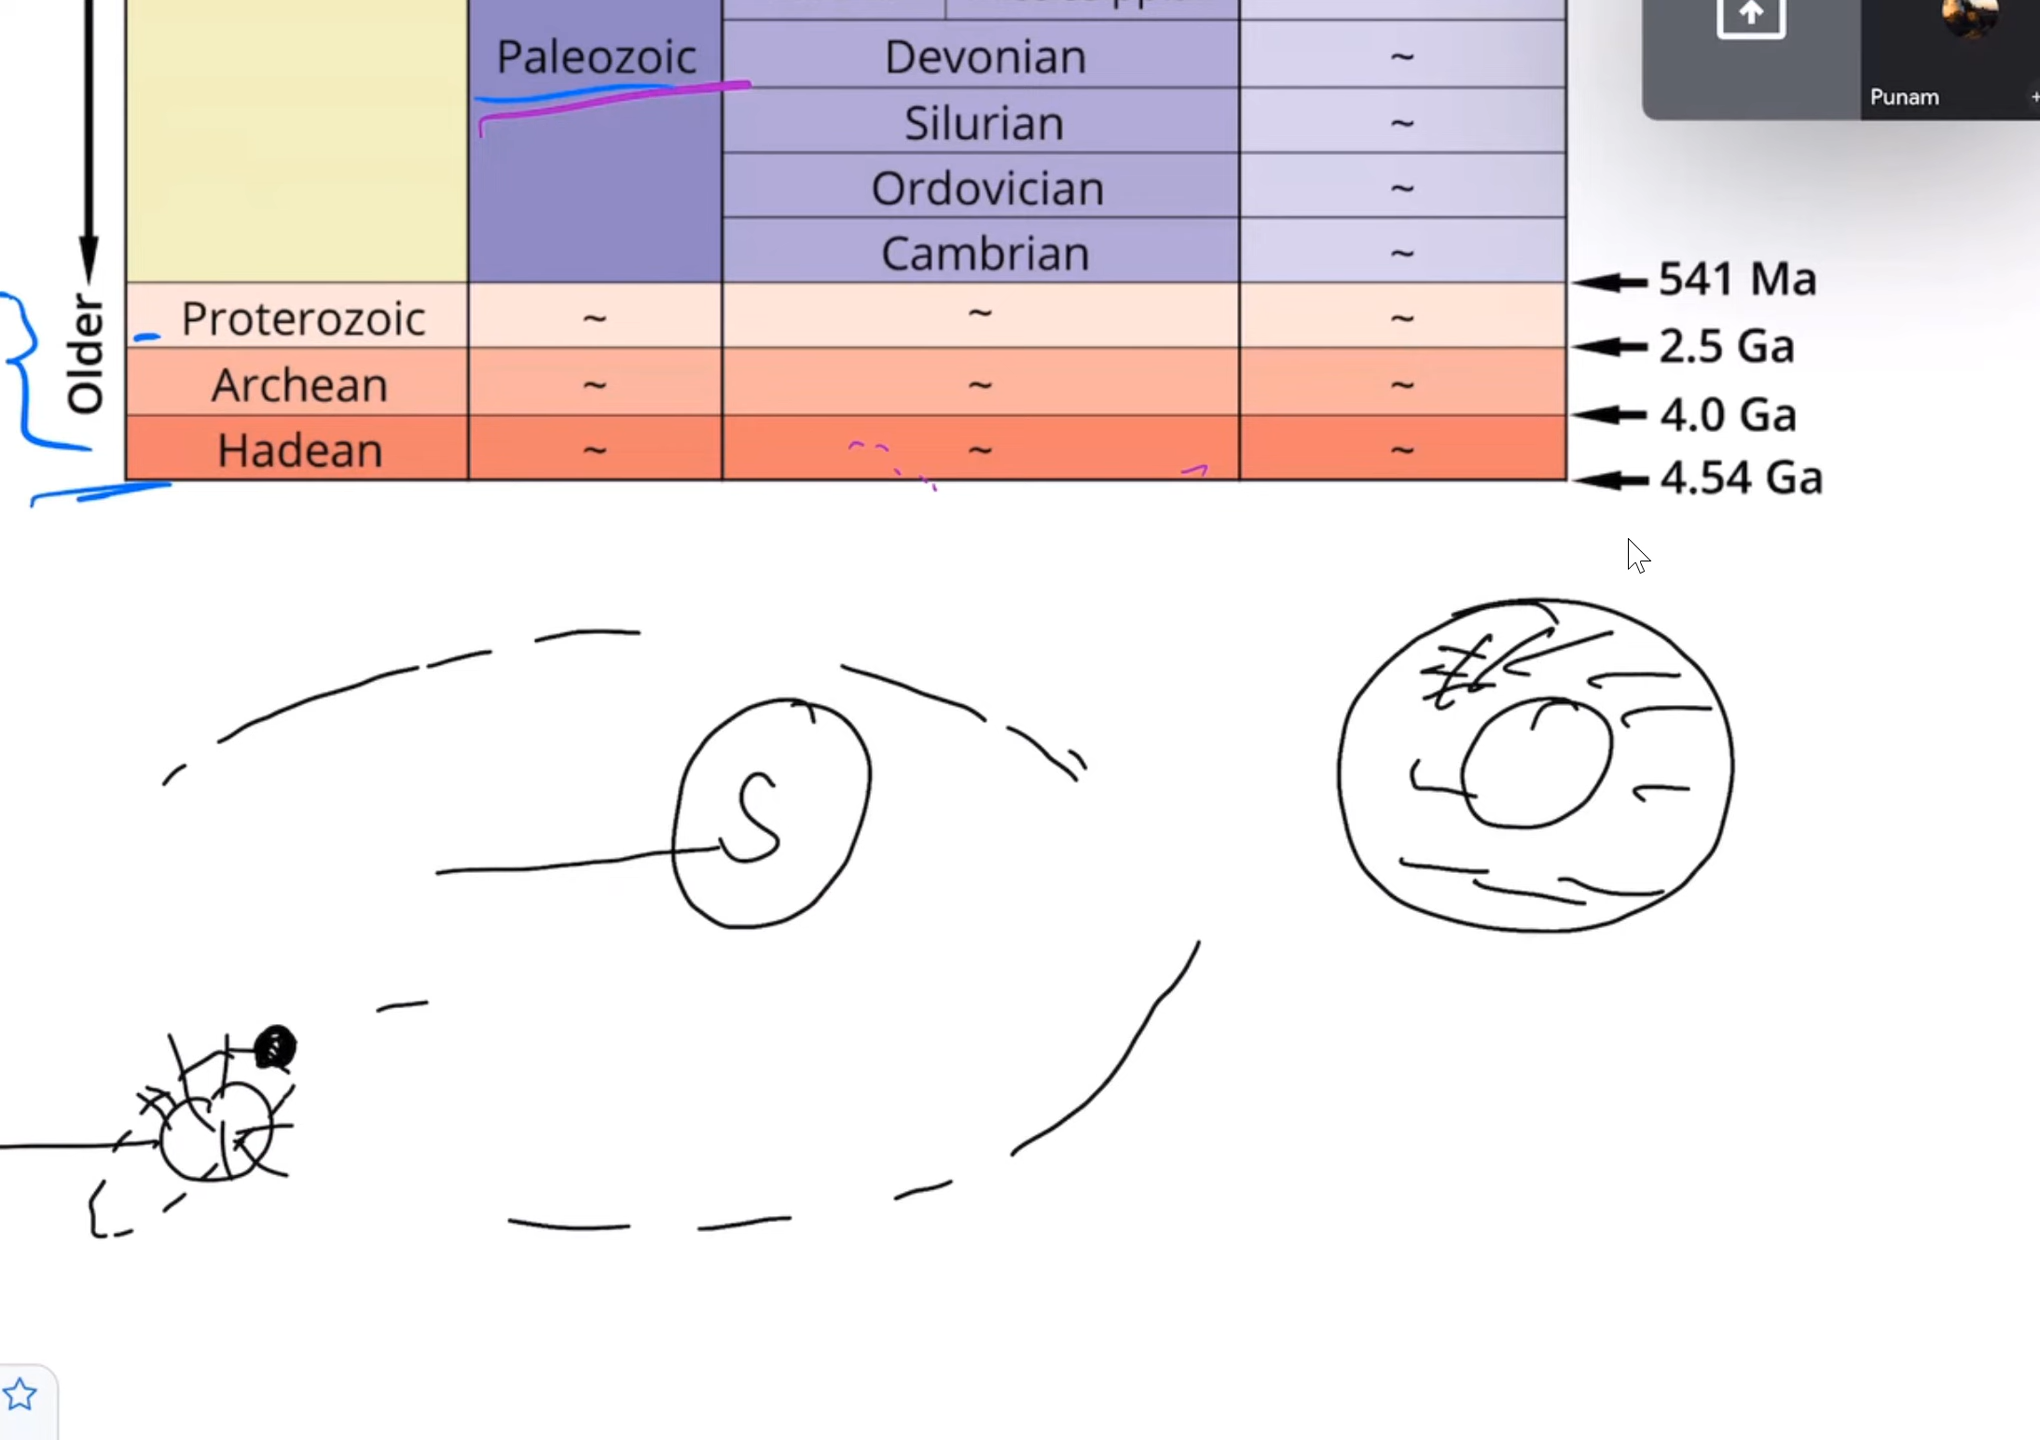 Paleozoic
Devonian
~
Silurian
~
Ordovician
~
Cambrian
~
Older
541 Ma
Proterozoic
~
~
~
2.5 Ga
Archean
~
~
~
4.0 Ga
Hadean
~
~
~
4.54 Ga
Punam
S